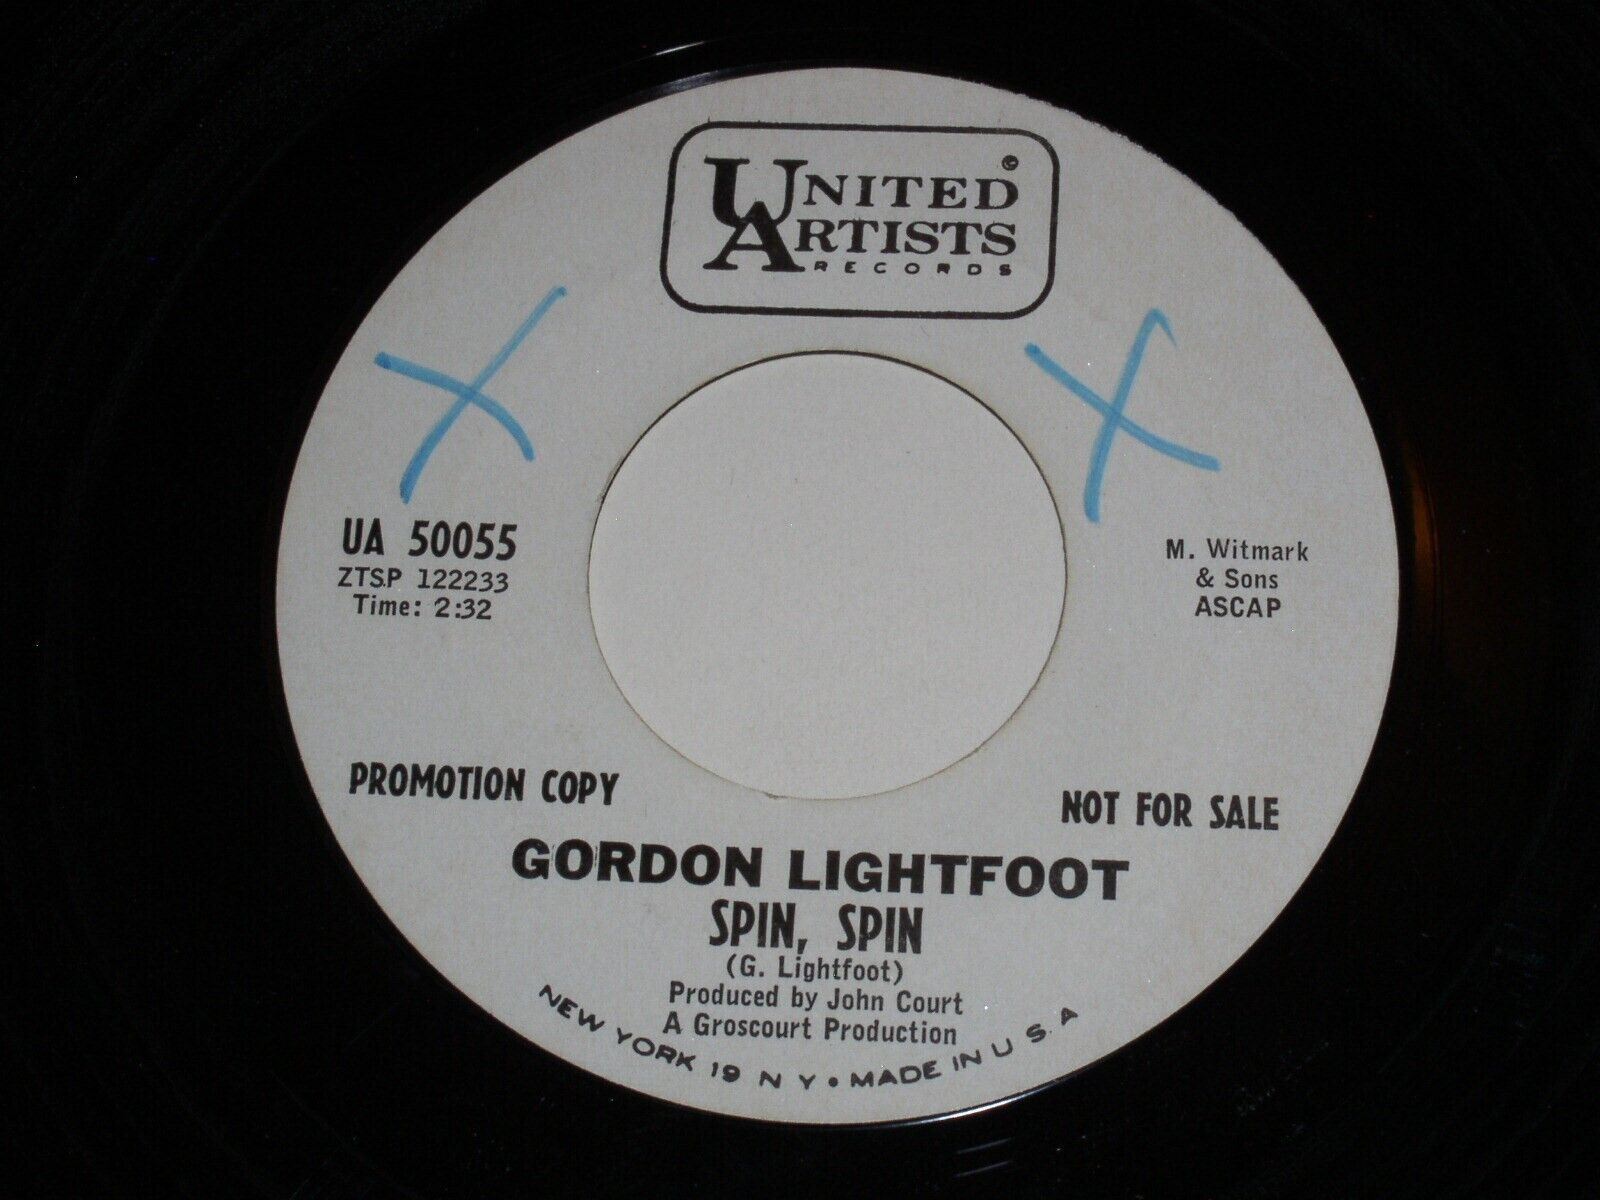 UNITED
ARTISTS
RECORDS
UA 50055
ZTSP 122233
Time: 2:32
M. Witmark
& Sons
ASCAP
PROMOTION COPY
NOT FOR SALE
GORDON LIGHTFOOT
SPIN, SPIN
(G. Lightfoot)
Produced by John Court
A Groscourt Production
NEW YORK 19 N Y • MADE IN U. S. A